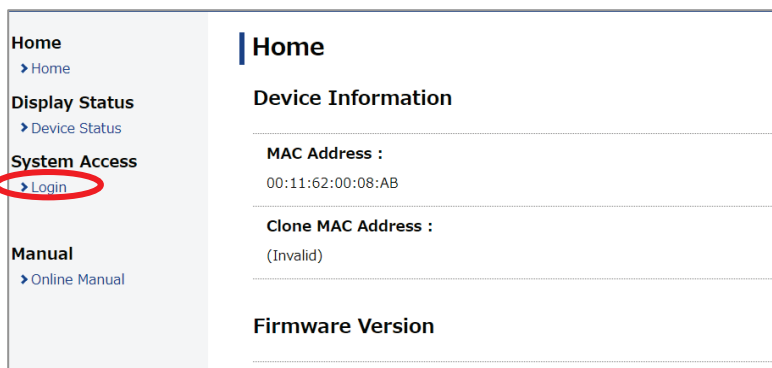 Home
Home
Display Status
Device Status
System Access
Login
Manual
Online Manual
Home
Device Information
MAC Address :
00:11:62:00:08:AB
Clone MAC Address :
(Invalid)
Firmware Version